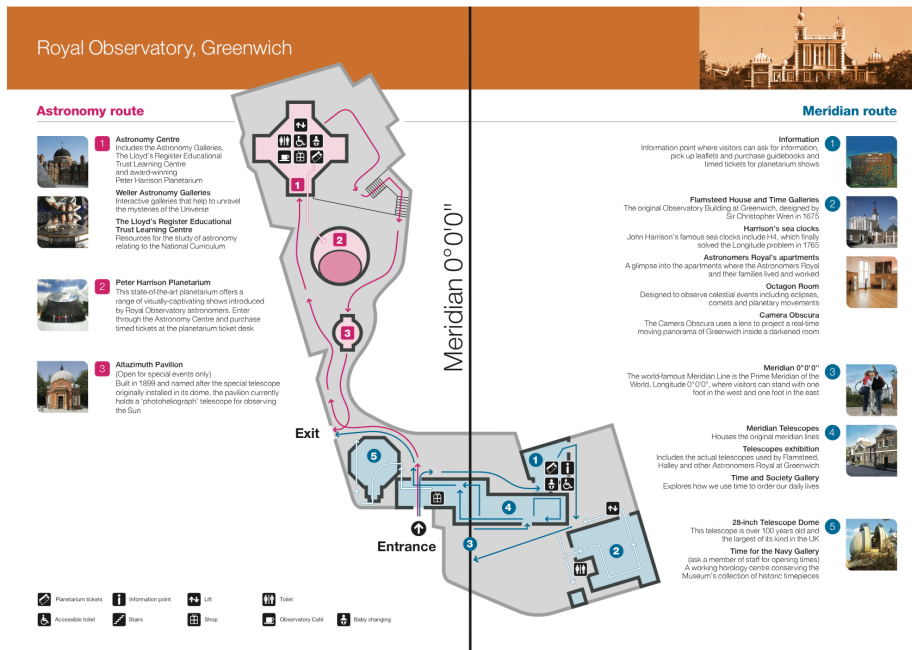 Royal Observatory, Greenwich
Astronomy route
1
Astronomy Centre
Includes the Astronomy Galleries,
The Lloyd's Register Educational
Trust Learning Centre
and award-winning
Peter Harrison Planetarium
Weller Astronomy Galleries
Interactive galleries that help to unravel
the mysteries of the Universe
The Lloyd's Register Educational
Trust Learning Centre
Resources for the study of astronomy
relating to the National Curriculum
2
Peter Harrison Planetarium
This state-of-the-art planetarium offers a
range of visually-captivating shows introduced
by Royal Observatory astronomers. Enter
through the Astronomy Centre and purchase
timed tickets at the planetarium ticket desk
3
Altazimuth Pavilion
(Open for special events only)
Built in 1899 and named after the special telescope
originally installed in its dome, the pavilion currently
holds a 'photoheliograph' telescope for observing
the Sun
1
2
3
Meridian 0°0'0"
Exit
5
1
4
Entrance
3
2
Meridian route
Information
1
Information point where visitors can ask for information,
pick up leaflets and purchase guidebooks and
timed tickets for planetarium shows
Flamsteed House and Time Galleries
2
The original Observatory Building at Greenwich, designed by
Sir Christopher Wren in 1675
Harrison's sea clocks
John Harrison's famous sea clocks include H4, which finally
solved the Longitude problem in 1765
Astronomers Royal's apartments
A glimpse into the apartments where the Astronomers Royal
and their families lived and worked
Octagon Room
Designed to observe celestial events including eclipses,
comets and planetary movements
Camera Obscura
The Camera Obscura uses a lens to project a real-time
moving panorama of Greenwich inside a darkened room
Meridian 0°0'0"
3
The world-famous Meridian Line is the Prime Meridian of the
World, Longitude 0°0'0", where visitors can stand with one
foot in the west and one foot in the east
Meridian Telescopes
4
Houses the original meridian lines
Telescopes exhibition
Includes the actual telescopes used by Flamsteed,
Halley and other Astronomers Royal at Greenwich
Time and Society Gallery
Explores how we use time to order our daily lives
28-inch Telescope Dome
5
This telescope is over 100 years old and
the largest of its kind in the UK
Time for the Navy Gallery
(ask a member of staff for opening times)
A working horology centre conserving the
Museum's collection of historic timepieces
Planetarium tickets
Information point
Lift
Toilet
Accessible toilet
Stairs
Shop
Observatory Café
Baby changing